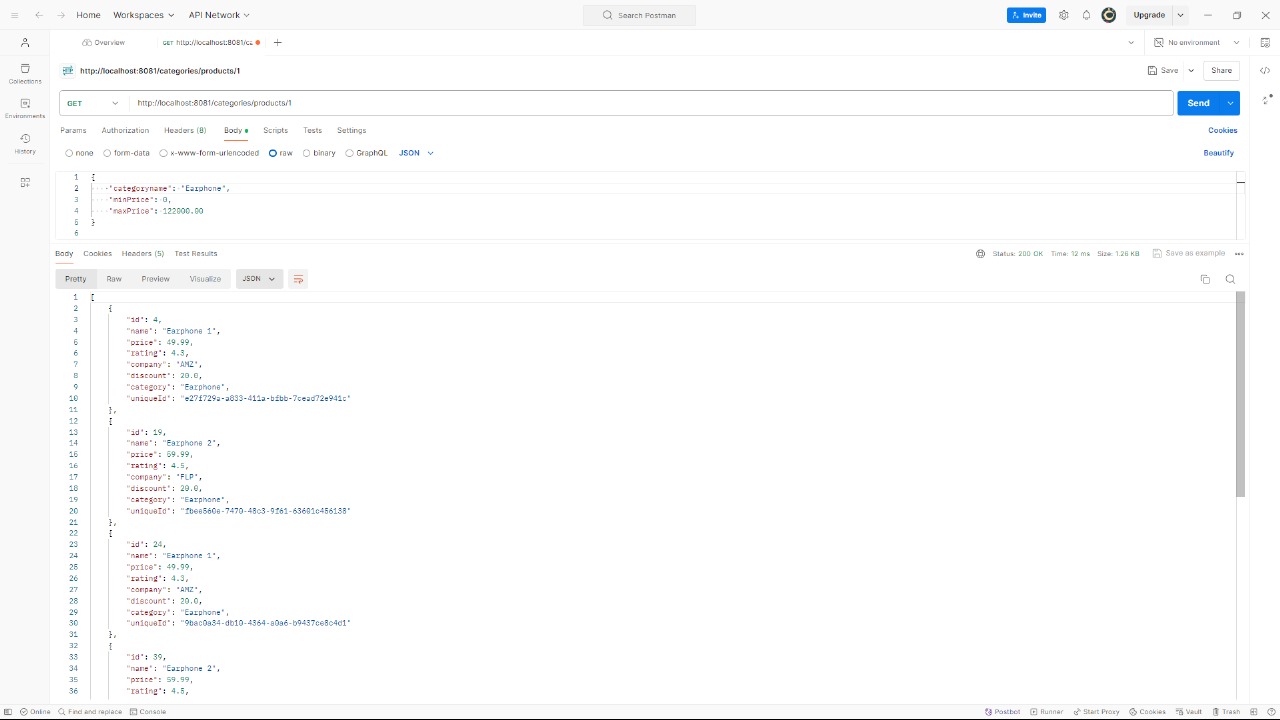 Home Workspaces API Network Search Postman Invite Upgrade
Overview GET http://localhost:8081/ca No environment
http://localhost:8081/categories/products/1 Save Share
GET http://localhost:8081/categories/products/1 Send
Params Authorization Headers (8) Body Scripts Tests Settings Cookies
none form-data x-www-form-urlencoded raw binary GraphQL JSON Beautify
Collections
Environments
History
1 {
2 "categoryname": "Earphone",
3 "minPrice": 0,
4 "maxPrice": 122000.00
5 }
6
Body Cookies Headers (5) Test Results Status: 200 OK Time: 12 ms Size: 1.26 KB Save as example
Pretty Raw Preview Visualize JSON
1 [
2 {
3 "id": 4,
4 "name": "Earphone 1",
5 "price": 49.99,
6 "rating": 4.3,
7 "company": "AMZ",
8 "discount": 20.0,
9 "category": "Earphone",
10 "uniqueId": "e27f729a-a833-411a-bfbb-7cead72e941c"
11 },
12 {
13 "id": 19,
14 "name": "Earphone 2",
15 "price": 59.99,
16 "rating": 4.5,
17 "company": "FLP",
18 "discount": 20.0,
19 "category": "Earphone",
20 "uniqueId":
21 },
22 {
23 "id": 24,
24 "name": "Earphone 1",
25 "price": 49.99,
26 "rating": 4.3,
27 "company": "AMZ",
28 "discount": 20.0,
29 "category": "Earphone",
30 "uniqueId": "9bac0a34-db10-4364-a0a6-b9437ce8c4d1"
31 },
32 {
33 "id": 39,
34 "name": "Earphone 2",
35 "price": 59.99,
36 "rating": 4.5,
Online Find and replace Console Postbot Runner Start Proxy Cookies Vault Trash